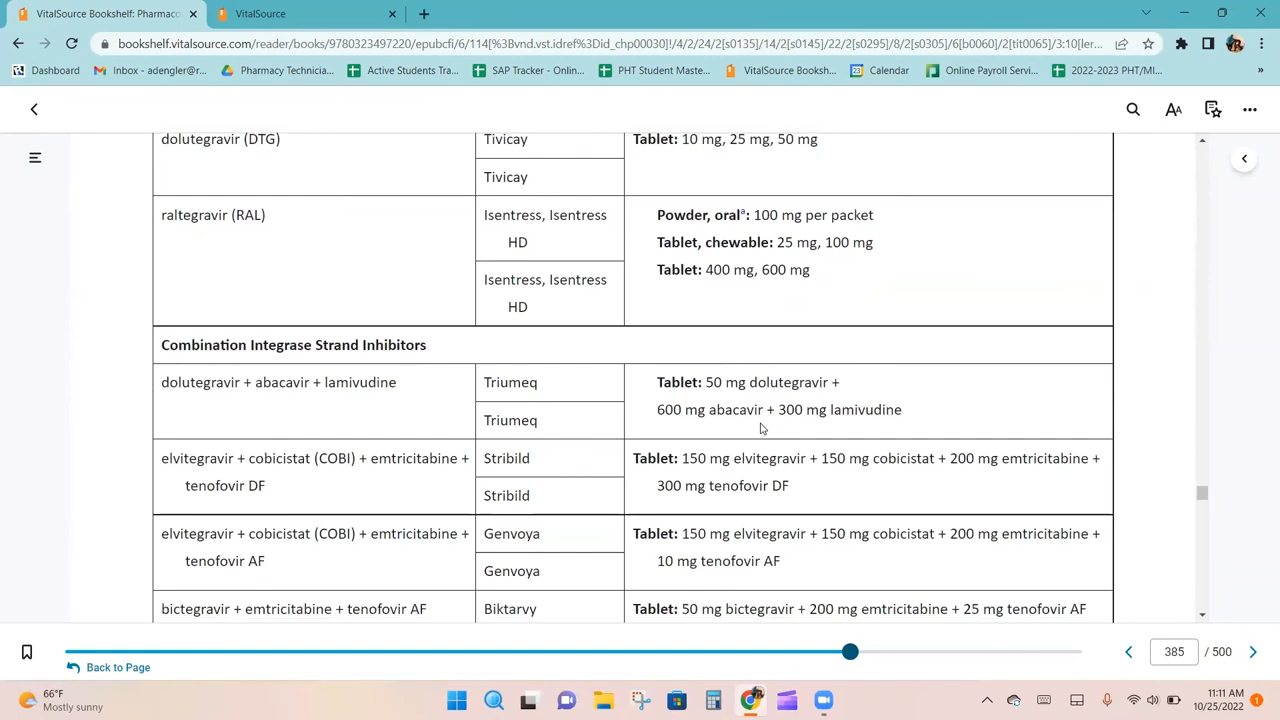 VitalSource Bookshelf: Pharmaco
VitalSource
bookshelf.vitalsource.com/reader/books/9780323497220/epubcfi/6/114[%3Bvnd.vst.idref%3Did_chp00030]!/4/2/24/2[s0135]/14/2[s0145]/22/2[s0295]/8/2[s0305]/6[b0060]/2[tit0065]/3:10[ler...
Dashboard
Inbox - adengler@r...
Pharmacy Technicia...
Active Students Tra...
SAP Tracker - Onlin...
PHT Student Maste...
VitalSource Booksh...
Calendar
Online Payroll Servi...
2022-2023 PHT/MI...
dolutegravir (DTG)
Tivicay
Tablet: 10 mg, 25 mg, 50 mg
Tivicay
raltegravir (RAL)
Isentress, Isentress
HD
Powder, oralª: 100 mg per packet
Tablet, chewable: 25 mg, 100 mg
Tablet: 400 mg, 600 mg
Isentress, Isentress
HD
Combination Integrase Strand Inhibitors
dolutegravir + abacavir + lamivudine
Triumeq
Tablet: 50 mg dolutegravir +
600 mg abacavir + 300 mg lamivudine
Triumeq
elvitegravir + cobicistat (COBI) + emtricitabine +
tenofovir DF
Stribild
Tablet: 150 mg elvitegravir + 150 mg cobicistat + 200 mg emtricitabine +
300 mg tenofovir DF
Stribild
elvitegravir + cobicistat (COBI) + emtricitabine +
tenofovir AF
Genvoya
Tablet: 150 mg elvitegravir + 150 mg cobicistat + 200 mg emtricitabine +
10 mg tenofovir AF
Genvoya
bictegravir + emtricitabine + tenofovir AF
Biktarvy
Tablet: 50 mg bictegravir + 200 mg emtricitabine + 25 mg tenofovir AF
Back to Page
385 / 500
66°F
Mostly sunny
11:11 AM
10/25/2022